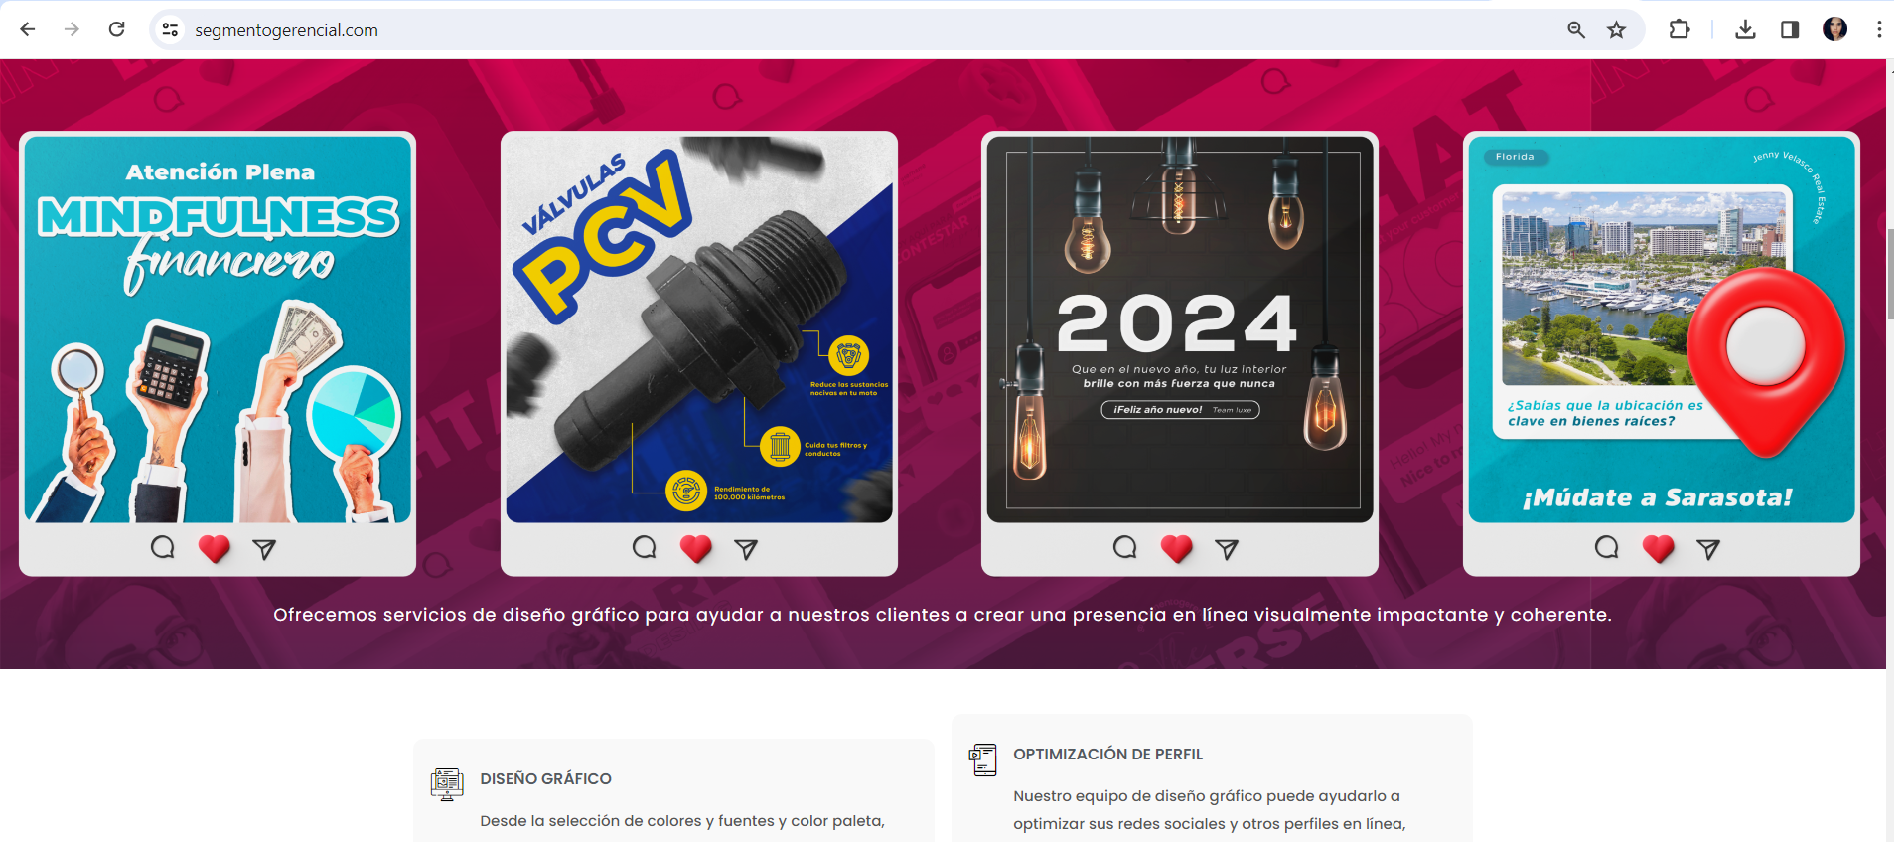 segmentogerencial.com
Atención Plena
MINDFULNESS
financiero
VÁLVULAS
PCV
Reduce las sustancias
nocivas en tu moto
Cuida tus filtros y
conductos
Rendimiento de
100,000 kilómetros
2024
Que en el nuevo año, tu luz interior
brille con más fuerza que nunca
¡Feliz año nuevo! Team luxe
Florida
Jenny Velasco Real Estate
¿Sabías que la ubicación es
clave en bienes raíces?
¡Múdate a Sarasota!
CONTESTAR
Hello! My
Nice to
Ofrecemos servicios de diseño gráfico para ayudar a nuestros clientes a crear una presencia en línea visualmente impactante y coherente.
DISEÑO GRÁFICO
Desde la selección de colores y fuentes y color paleta,
OPTIMIZACIÓN DE PERFIL
Nuestro equipo de diseño gráfico puede ayudarlo a
optimizar sus redes sociales y otros perfiles en línea,